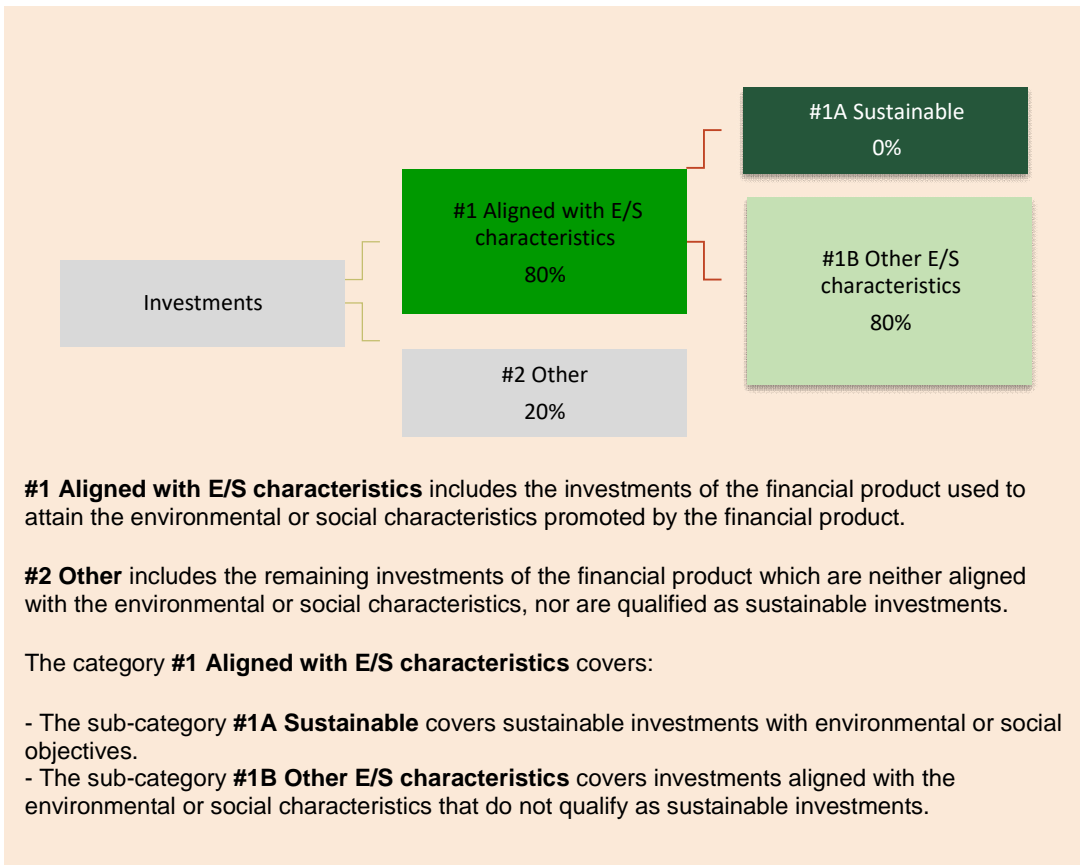 #1A Sustainable
0%
#1 Aligned with E/S
characteristics
80%
#1B Other E/S
characteristics
80%
Investments
#2 Other
20%
#1 Aligned with E/S characteristics includes the investments of the financial product used to
attain the environmental or social characteristics promoted by the financial product.
#2 Other includes the remaining investments of the financial product which are neither aligned
with the environmental or social characteristics, nor are qualified as sustainable investments.
The category #1 Aligned with E/S characteristics covers:
- The sub-category #1A Sustainable covers sustainable investments with environmental or social
objectives.
- The sub-category #1B Other E/S characteristics covers investments aligned with the
environmental or social characteristics that do not qualify as sustainable investments.